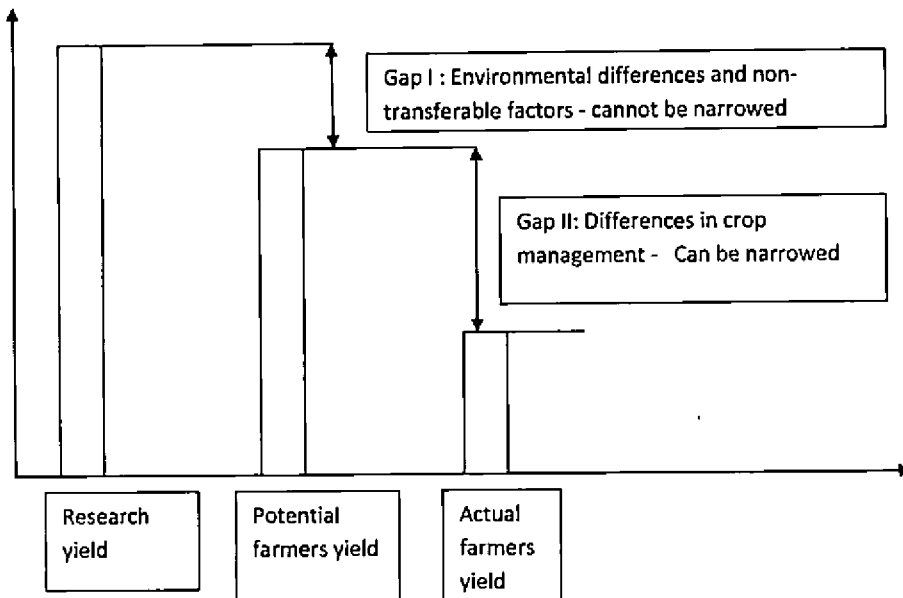 Gap I : Environmental differences and non-
transferable factors - cannot be narrowed
Gap II: Differences in crop
management - Can be narrowed
Research
yield
Potential
farmers yield
Actual
farmers
yield